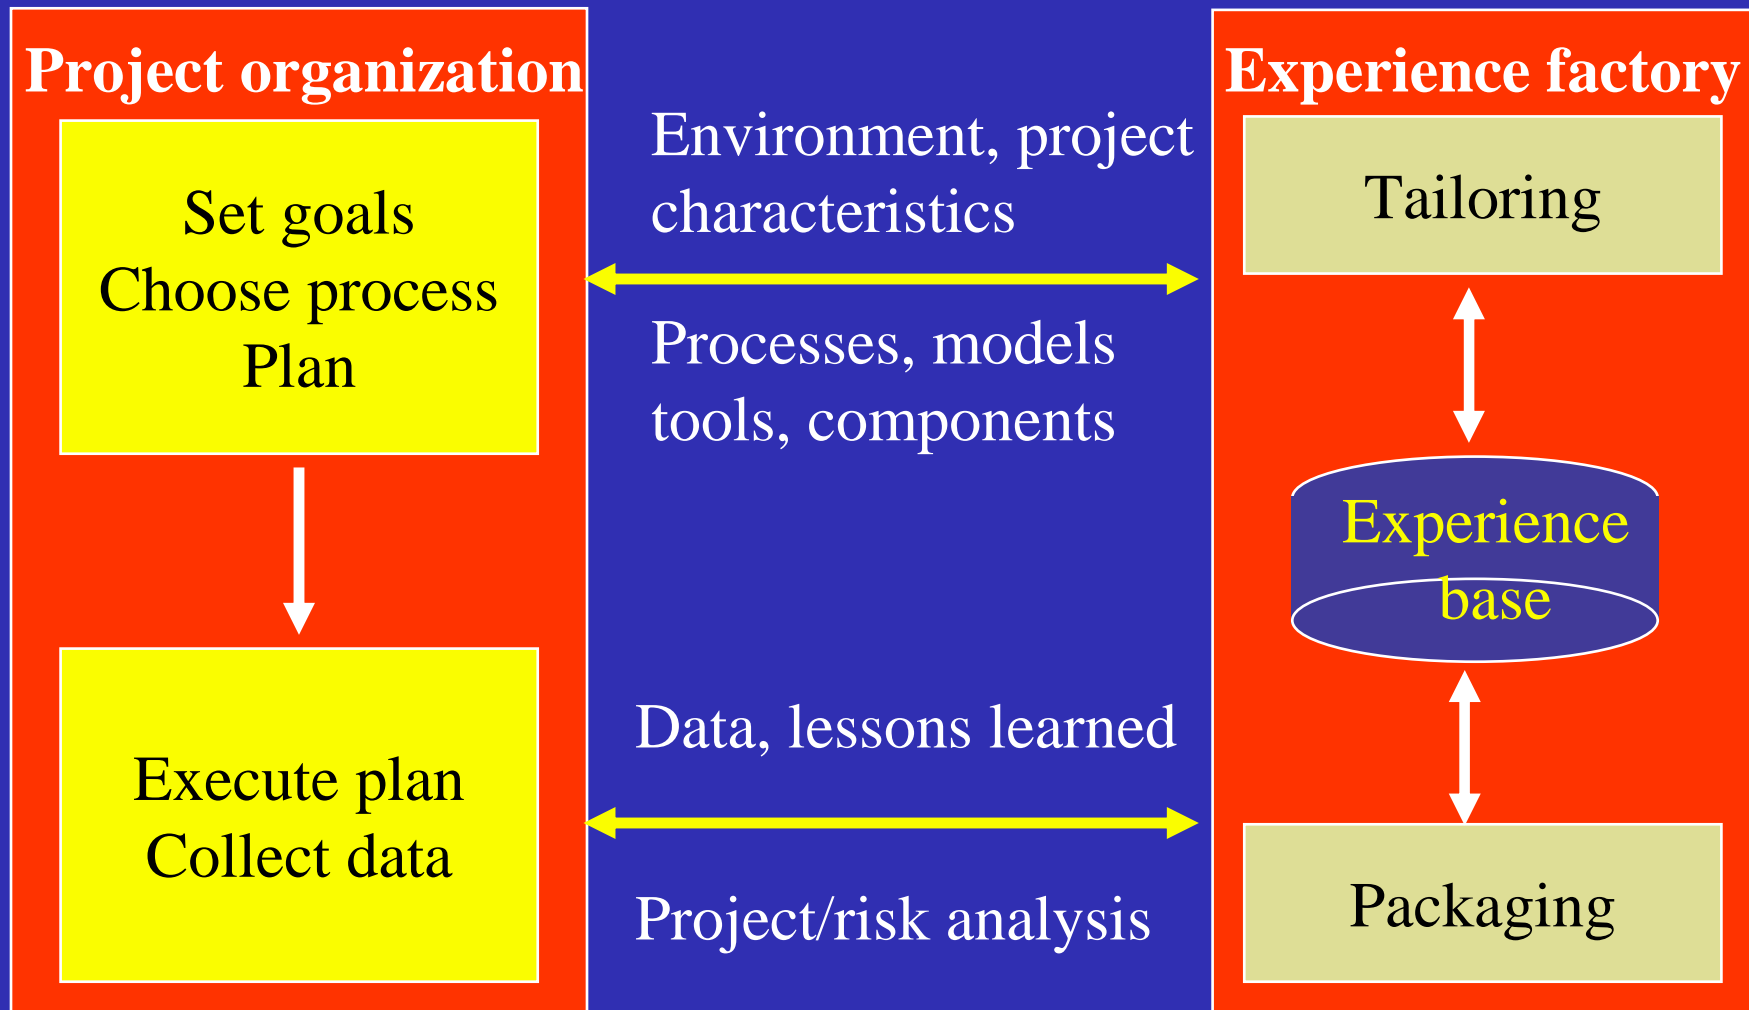 Project organization
Set goals
Choose process
Plan
Execute plan
Collect data
Environment, project
characteristics
Processes, models
tools, components
Data, lessons learned
Project/risk analysis
Experience factory
Tailoring
Experience
base
Packaging